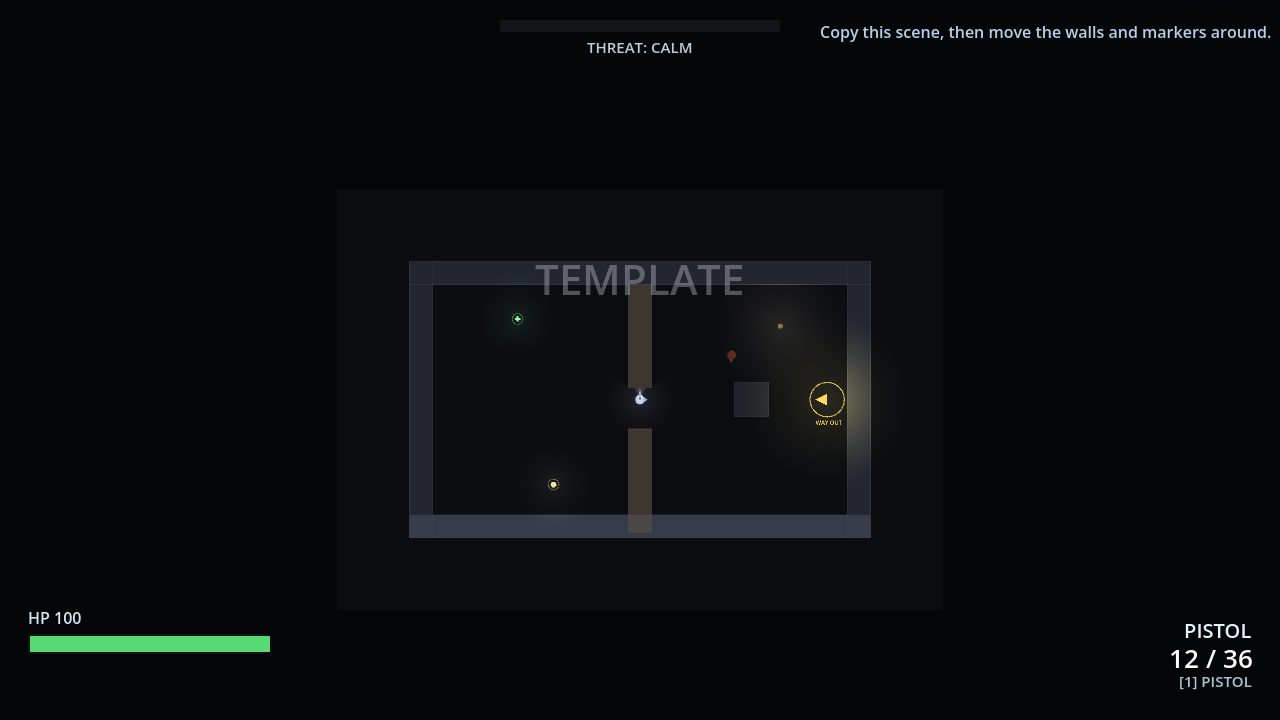 THREAT: CALM
Copy this scene, then move the walls and markers around.
TEMPLATE
WAY OUT
HP 100
PISTOL
12 / 36
[1] PISTOL